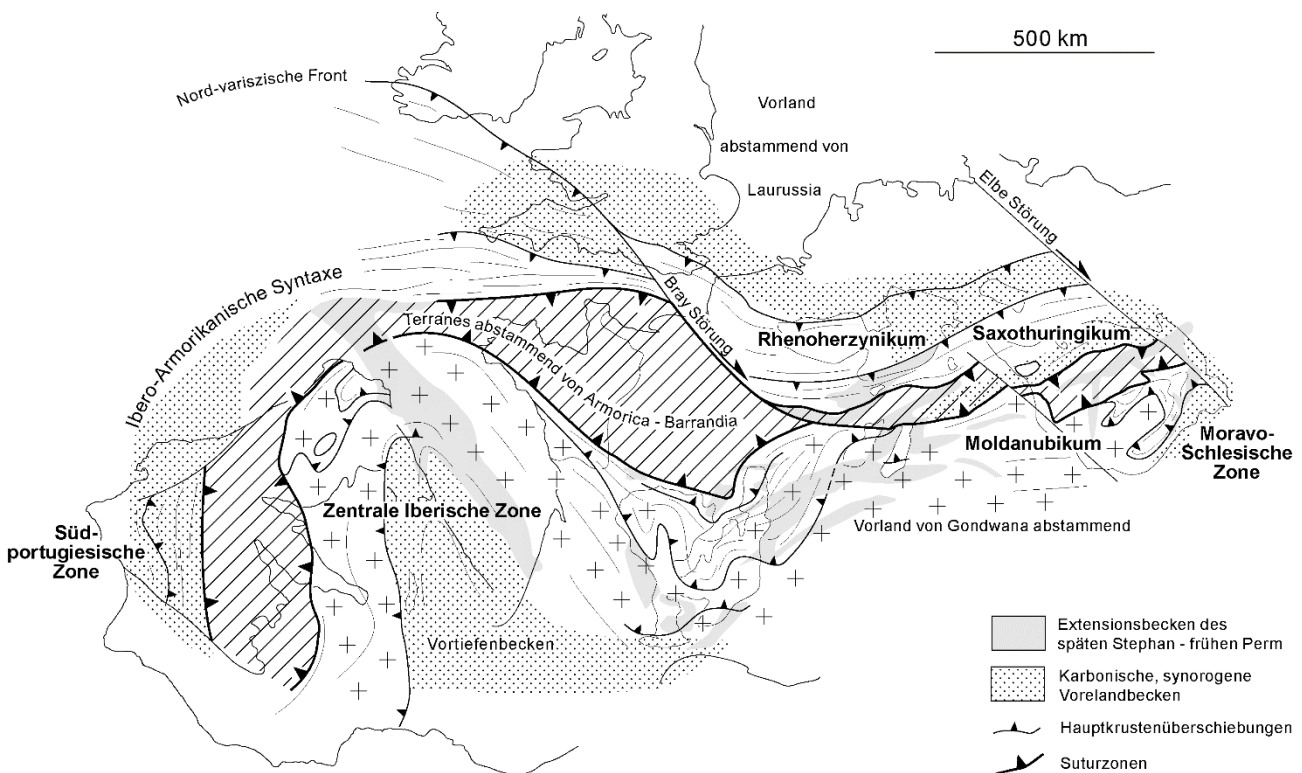 500 km
Nord-variszische Front
Vorland
abstammend von
Laurussia
Elbe Störung
Ibero-Armorikanische Syntaxe
Bray Störung
Terranes abstammend von Armorica - Barrandia
Rhenoherzynikum
Saxothuringikum
Moldanubikum
Moravo-
Schlesische
Zone
Zentrale Iberische Zone
Vorland von Gondwana abstammend
Süd-
portugiesische
Zone
Vortiefenbecken
Extensionsbecken des
späten Stephan - frühen Perm
Karbonische, synorogene
Vorelandbecken
Hauptkrustenüberschiebungen
Suturzonen